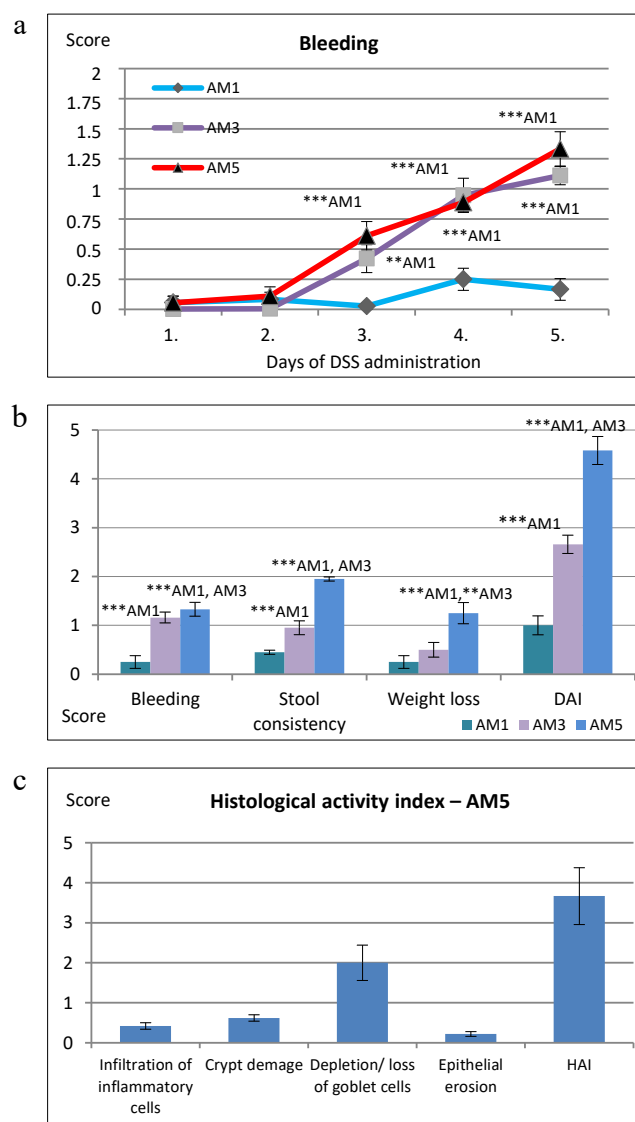 a
Score
Bleeding
2
1.75
1.5
1.25
1
0.75
0.5
0.25
0
AM1
AM3
AM5
***AM1
***AM1
***AM1
***AM1
***AM1
**AM1
1. 2. 3. 4. 5.
Days of DSS administration
b
5
4
3
2
1
0
***AM1
***AM1, AM3
***AM1
***AM1, AM3
***AM1,**AM3
***AM1
***AM1, AM3
Bleeding Stool consistency Weight loss DAI
Score
AM1 AM3 AM5
c
Score
Histological activity index – AM5
5
4
3
2
1
0
Infiltration of
inflammatory
cells
Crypt demage
Depletion/ loss
of goblet cells
Epithelial
erosion
HAI